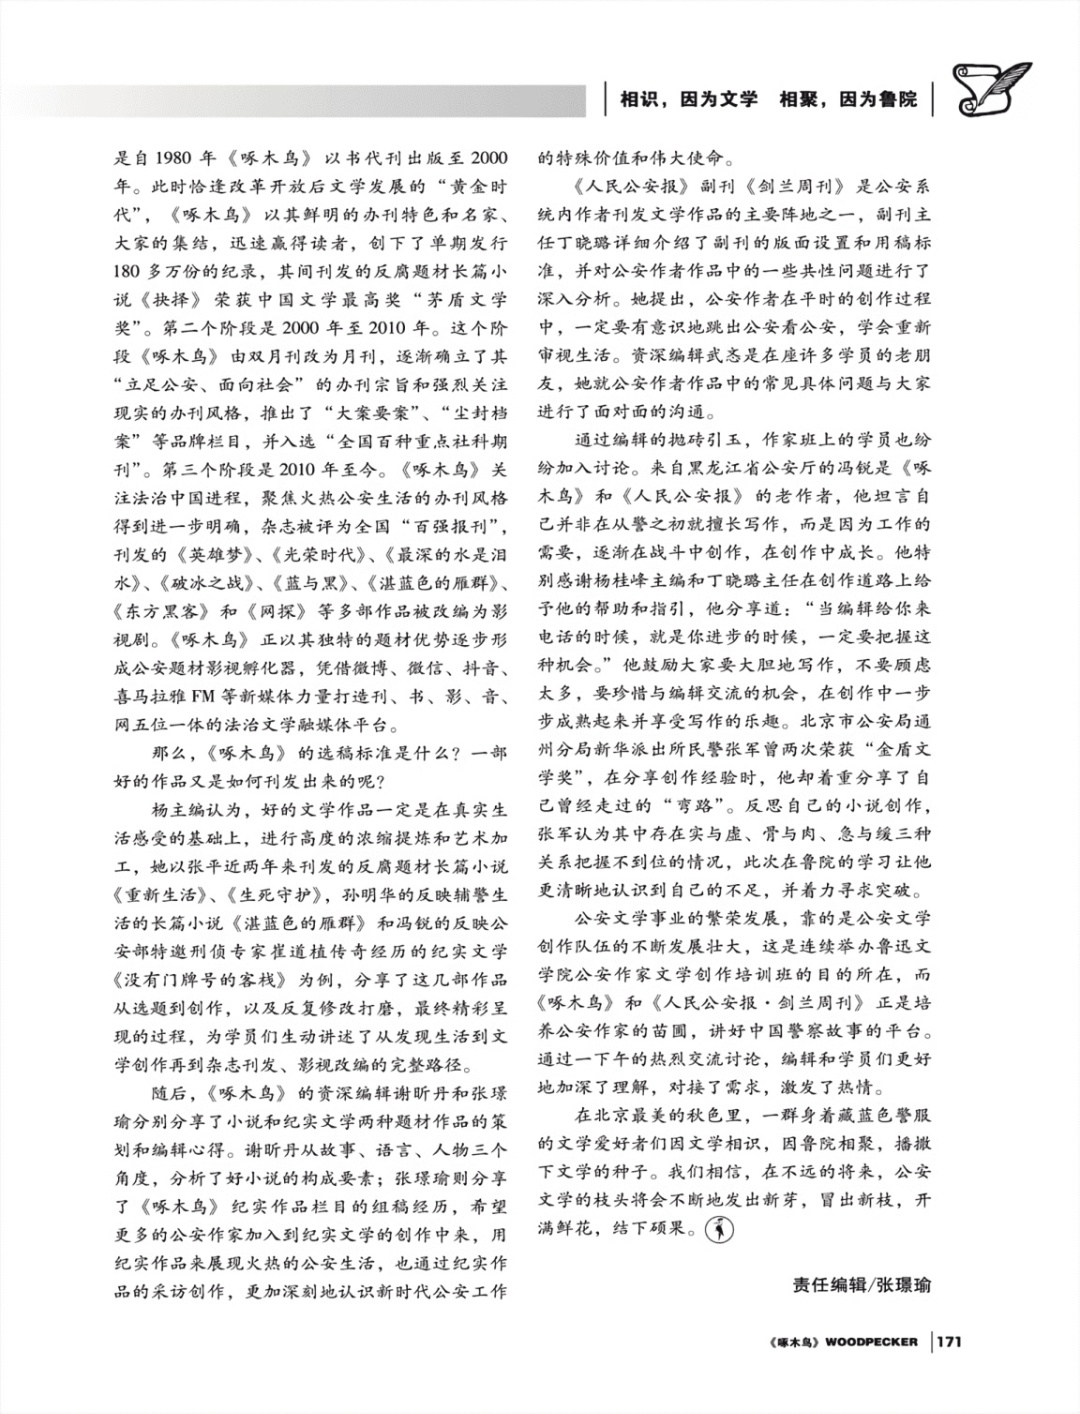 相识，因为文学　相聚，因为鲁院
是自 1980 年《啄木鸟》以书代刊出版至 2000
年。此时恰逢改革开放后文学发展的“黄金时
代”，《啄木鸟》以其鲜明的办刊特色和名家、
大家的集结，迅速赢得读者，创下了单期发行
180 多万份的纪录，其间刊发的反腐题材长篇小
说《抉择》荣获中国文学最高奖“茅盾文学
奖”。第二个阶段是 2000 年至 2010 年。这个阶
段《啄木鸟》由双月刊改为月刊，逐渐确立了其
“立足公安、面向社会”的办刊宗旨和强烈关注
现实的办刊风格，推出了“大案要案”、“尘封档
案”等品牌栏目，并入选“全国百种重点社科期
刊”。第三个阶段是 2010 年至今。《啄木鸟》关
注法治中国进程，聚焦火热公安生活的办刊风格
得到进一步明确，杂志被评为全国“百强报刊”，
刊发的《英雄梦》、《光荣时代》、《最深的水是泪
水》、《破冰之战》、《蓝与黑》、《湛蓝色的雁群》、
《东方黑客》和《网探》等多部作品被改编为影
视剧。《啄木鸟》正以其独特的题材优势逐步形
成公安题材影视孵化器，凭借微博、微信、抖音、
喜马拉雅 FM 等新媒体力量打造刊、书、影、音、
网五位一体的法治文学融媒体平台。
那么，《啄木鸟》的选稿标准是什么？一部
好的作品又是如何刊发出来的呢？
杨主编认为，好的文学作品一定是在真实生
活感受的基础上，进行高度的浓缩提炼和艺术加
工，她以张平近两年来刊发的反腐题材长篇小说
《重新生活》、《生死守护》，孙明华的反映辅警生
活的长篇小说《湛蓝色的雁群》和冯锐的反映公
安部特邀刑侦专家崔道植传奇经历的纪实文学
《没有门牌号的客栈》为例，分享了这几部作品
从选题到创作，以及反复修改打磨，最终精彩呈
现的过程，为学员们生动讲述了从发现生活到文
学创作再到杂志刊发、影视改编的完整路径。
随后，《啄木鸟》的资深编辑谢昕丹和张璟
瑜分别分享了小说和纪实文学两种题材作品的策
划和编辑心得。谢昕丹从故事、语言、人物三个
角度，分析了好小说的构成要素；张璟瑜则分享
了《啄木鸟》纪实作品栏目的组稿经历，希望
更多的公安作家加入到纪实文学的创作中来，用
纪实作品来展现火热的公安生活，也通过纪实作
品的采访创作，更加深刻地认识新时代公安工作
的特殊价值和伟大使命。
《人民公安报》副刊《剑兰周刊》是公安系
统内作者刊发文学作品的主要阵地之一，副刊主
任丁晓璐详细介绍了副刊的版面设置和用稿标
准，并对公安作者作品中的一些共性问题进行了
深入分析。她提出，公安作者在平时的创作过程
中，一定要有意识地跳出公安看公安，学会重新
审视生活。资深编辑武悫是在座许多学员的老朋
友，她就公安作者作品中的常见具体问题与大家
进行了面对面的沟通。
通过编辑的抛砖引玉，作家班上的学员也纷
纷加入讨论。来自黑龙江省公安厅的冯锐是《啄
木鸟》和《人民公安报》的老作者，他坦言自
己并非在从警之初就擅长写作，而是因为工作的
需要，逐渐在战斗中创作，在创作中成长。他特
别感谢杨桂峰主编和丁晓璐主任在创作道路上给
予他的帮助和指引，他分享道：“当编辑给你来
电话的时候，就是你进步的时候，一定要把握这
种机会。”他鼓励大家要大胆地写作，不要顾虑
太多，要珍惜与编辑交流的机会，在创作中一步
步成熟起来并享受写作的乐趣。北京市公安局通
州分局新华派出所民警张军曾两次荣获“金盾文
学奖”，在分享创作经验时，他却着重分享了自
己曾经走过的“弯路”。反思自己的小说创作，
张军认为其中存在实与虚、骨与肉、急与缓三种
关系把握不到位的情况，此次在鲁院的学习让他
更清晰地认识到自己的不足，并着力寻求突破。
公安文学事业的繁荣发展，靠的是公安文学
创作队伍的不断发展壮大，这是连续举办鲁迅文
学院公安作家文学创作培训班的目的所在，而
《啄木鸟》和《人民公安报·剑兰周刊》正是培
养公安作家的苗圃，讲好中国警察故事的平台。
通过一下午的热烈交流讨论，编辑和学员们更好
地加深了理解，对接了需求，激发了热情。
在北京最美的秋色里，一群身着藏蓝色警服
的文学爱好者们因文学相识，因鲁院相聚，播撒
下文学的种子。我们相信，在不远的将来，公安
文学的枝头将会不断地发出新芽，冒出新枝，开
满鲜花，结下硕果。
责任编辑/张璟瑜
《啄木鸟》WOODPECKER 171